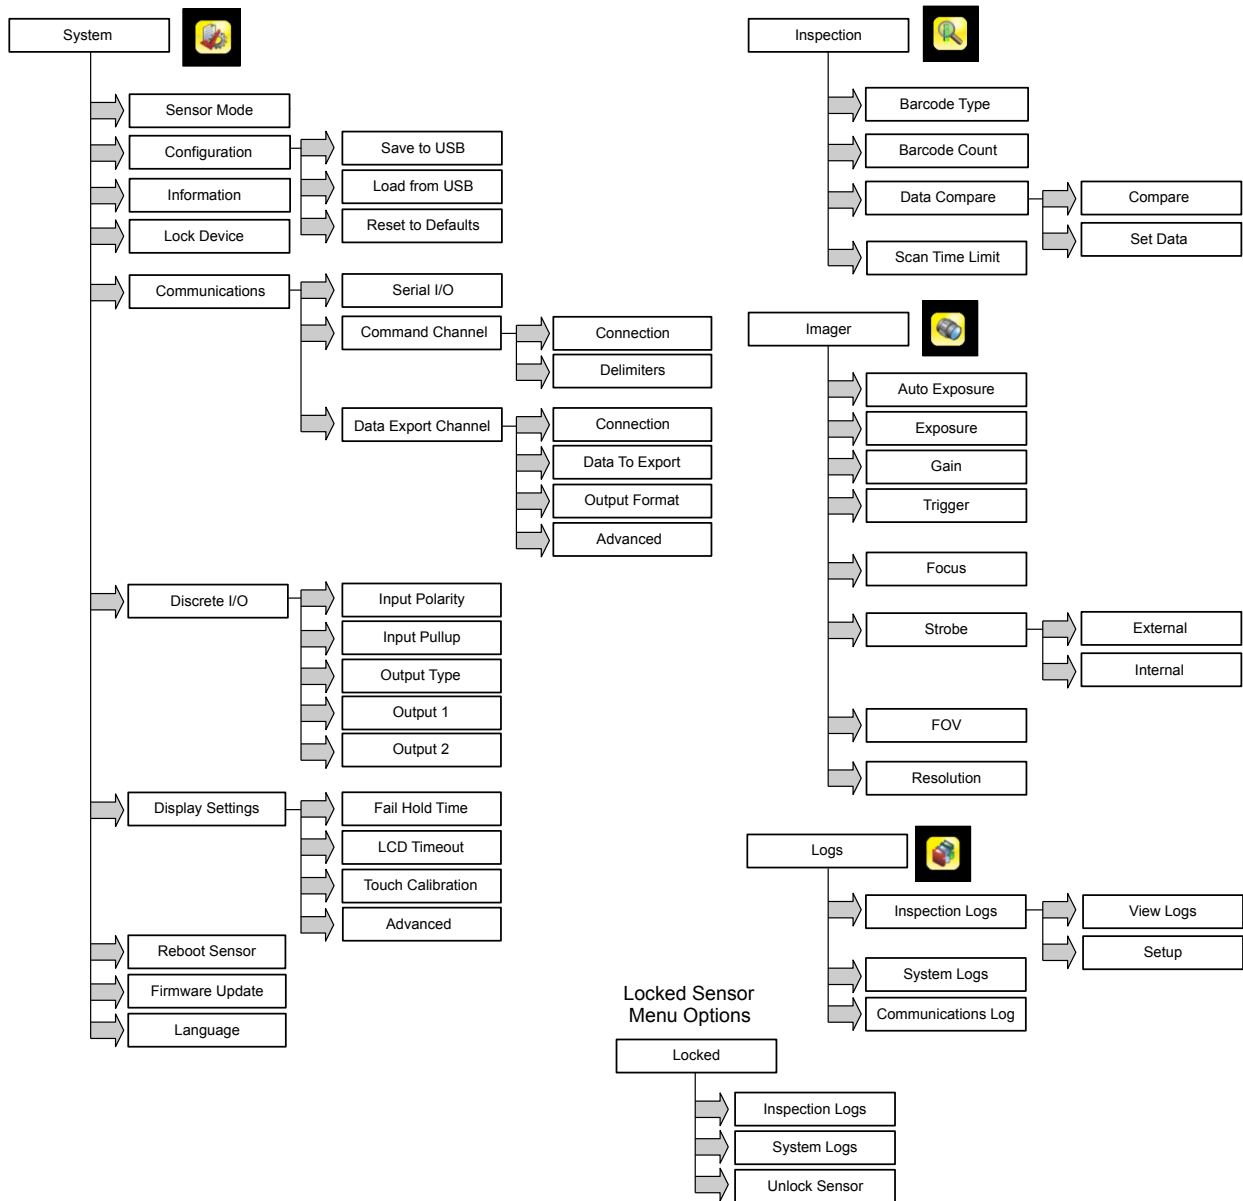 System
Sensor Mode
Configuration
Save to USB
Load from USB
Reset to Defaults
Information
Lock Device
Communications
Serial I/O
Command Channel
Connection
Delimiters
Data Export Channel
Connection
Data To Export
Output Format
Advanced
Discrete I/O
Input Polarity
Input Pullup
Output Type
Output 1
Output 2
Display Settings
Fail Hold Time
LCD Timeout
Touch Calibration
Advanced
Reboot Sensor
Firmware Update
Language
Inspection
Barcode Type
Barcode Count
Data Compare
Compare
Set Data
Scan Time Limit
Imager
Auto Exposure
Exposure
Gain
Trigger
Focus
Strobe
External
Internal
FOV
Resolution
Logs
Inspection Logs
View Logs
Setup
System Logs
Communications Log
Locked Sensor
Menu Options
Locked
Inspection Logs
System Logs
Unlock Sensor